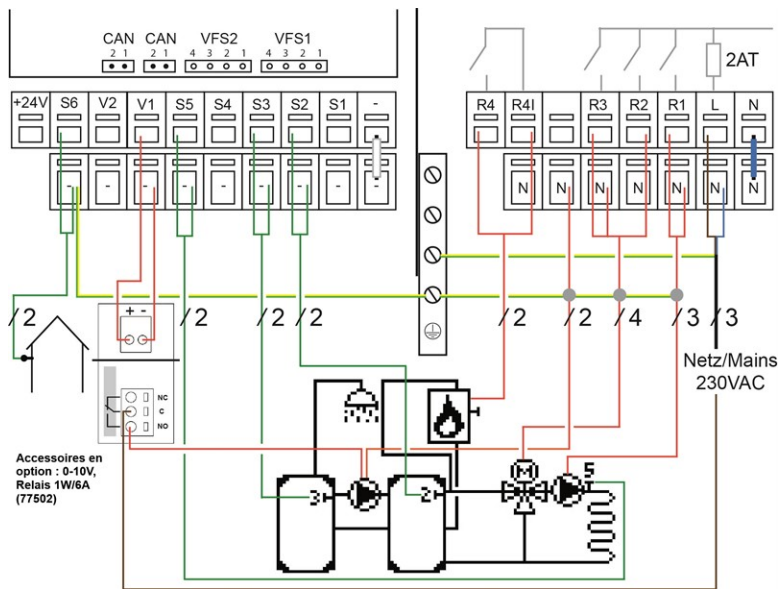 CAN CAN VFS2 VFS1
2 1 2 1 4 3 2 1 4 3 2 1
2AT
+24V S6 V2 V1 S5 S4 S3 S2 S1 -
R4 R4I R3 R2 R1 L N
- - - - - - - - -
N N N N N N N
+ -
/2 /2 /2 /2 /2 /2 /4 /3 /3
Netz/Mains
230VAC
NC
C
NO
Accessoires en
option : 0-10V,
Relais 1W/6A
(77502)
M
5
3
2